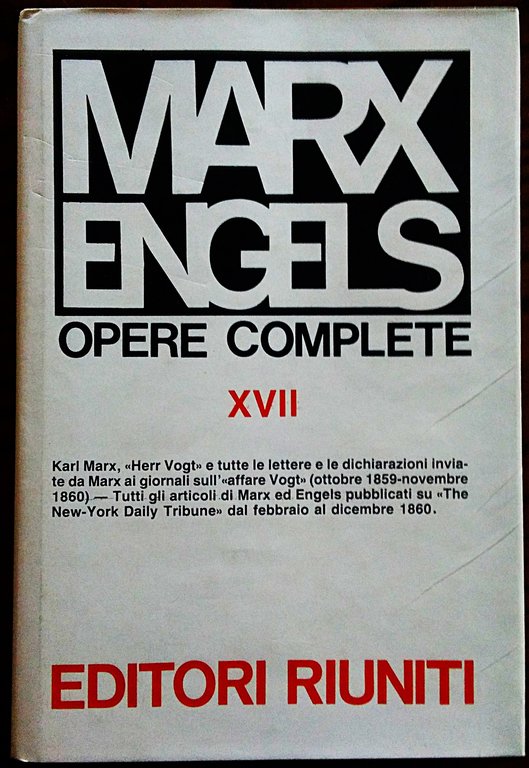 MARX
ENGELS
OPERE COMPLETE
XVII
Karl Marx, «Herr Vogt» e tutte le lettere e le dichiarazioni invia-
te da Marx ai giornali sull'«affare Vogt» (ottobre 1859-novembre
1860) — Tutti gli articoli di Marx ed Engels pubblicati su «The
New-York Daily Tribune» dal febbraio al dicembre 1860.
EDITORI RIUNITI